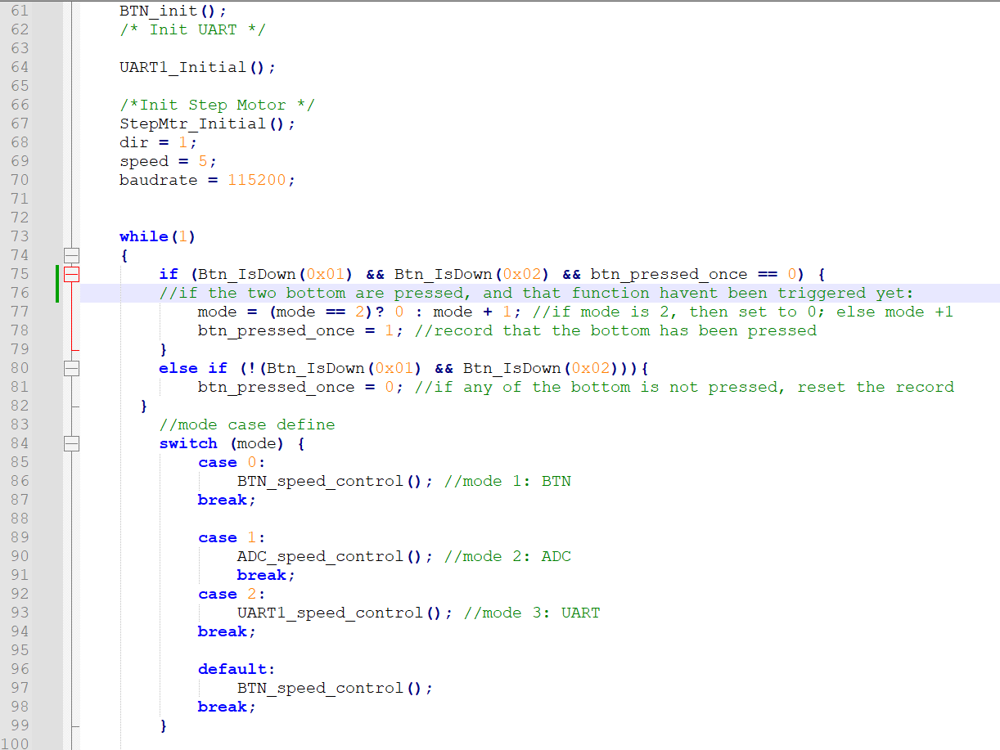 61 BTN_init();
62 /* Init UART */
63
64 UART1_Initial();
65
66 /*Init Step Motor */
67 StepMtr_Initial();
68 dir = 1;
69 speed = 5;
70 baudrate = 115200;
71
72
73 while(1)
74 {
75 if (Btn_IsDown(0x01) && Btn_IsDown(0x02) && btn_pressed_once == 0) {
76 //if the two bottom are pressed, and that function havent been triggered yet:
77 mode = (mode == 2)? 0 : mode + 1; //if mode is 2, then set to 0; else mode +1
78 btn_pressed_once = 1; //record that the bottom has been pressed
79 }
80 else if (!(Btn_IsDown(0x01) && Btn_IsDown(0x02))){
81 btn_pressed_once = 0; //if any of the bottom is not pressed, reset the record
82 }
83 //mode case define
84 switch (mode) {
85 case 0:
86 BTN_speed_control(); //mode 1: BTN
87 break;
88
89 case 1:
90 ADC_speed_control(); //mode 2: ADC
91 break;
92 case 2:
93 UART1_speed_control(); //mode 3: UART
94 break;
95
96 default:
97 BTN_speed_control();
98 break;
99 }
100